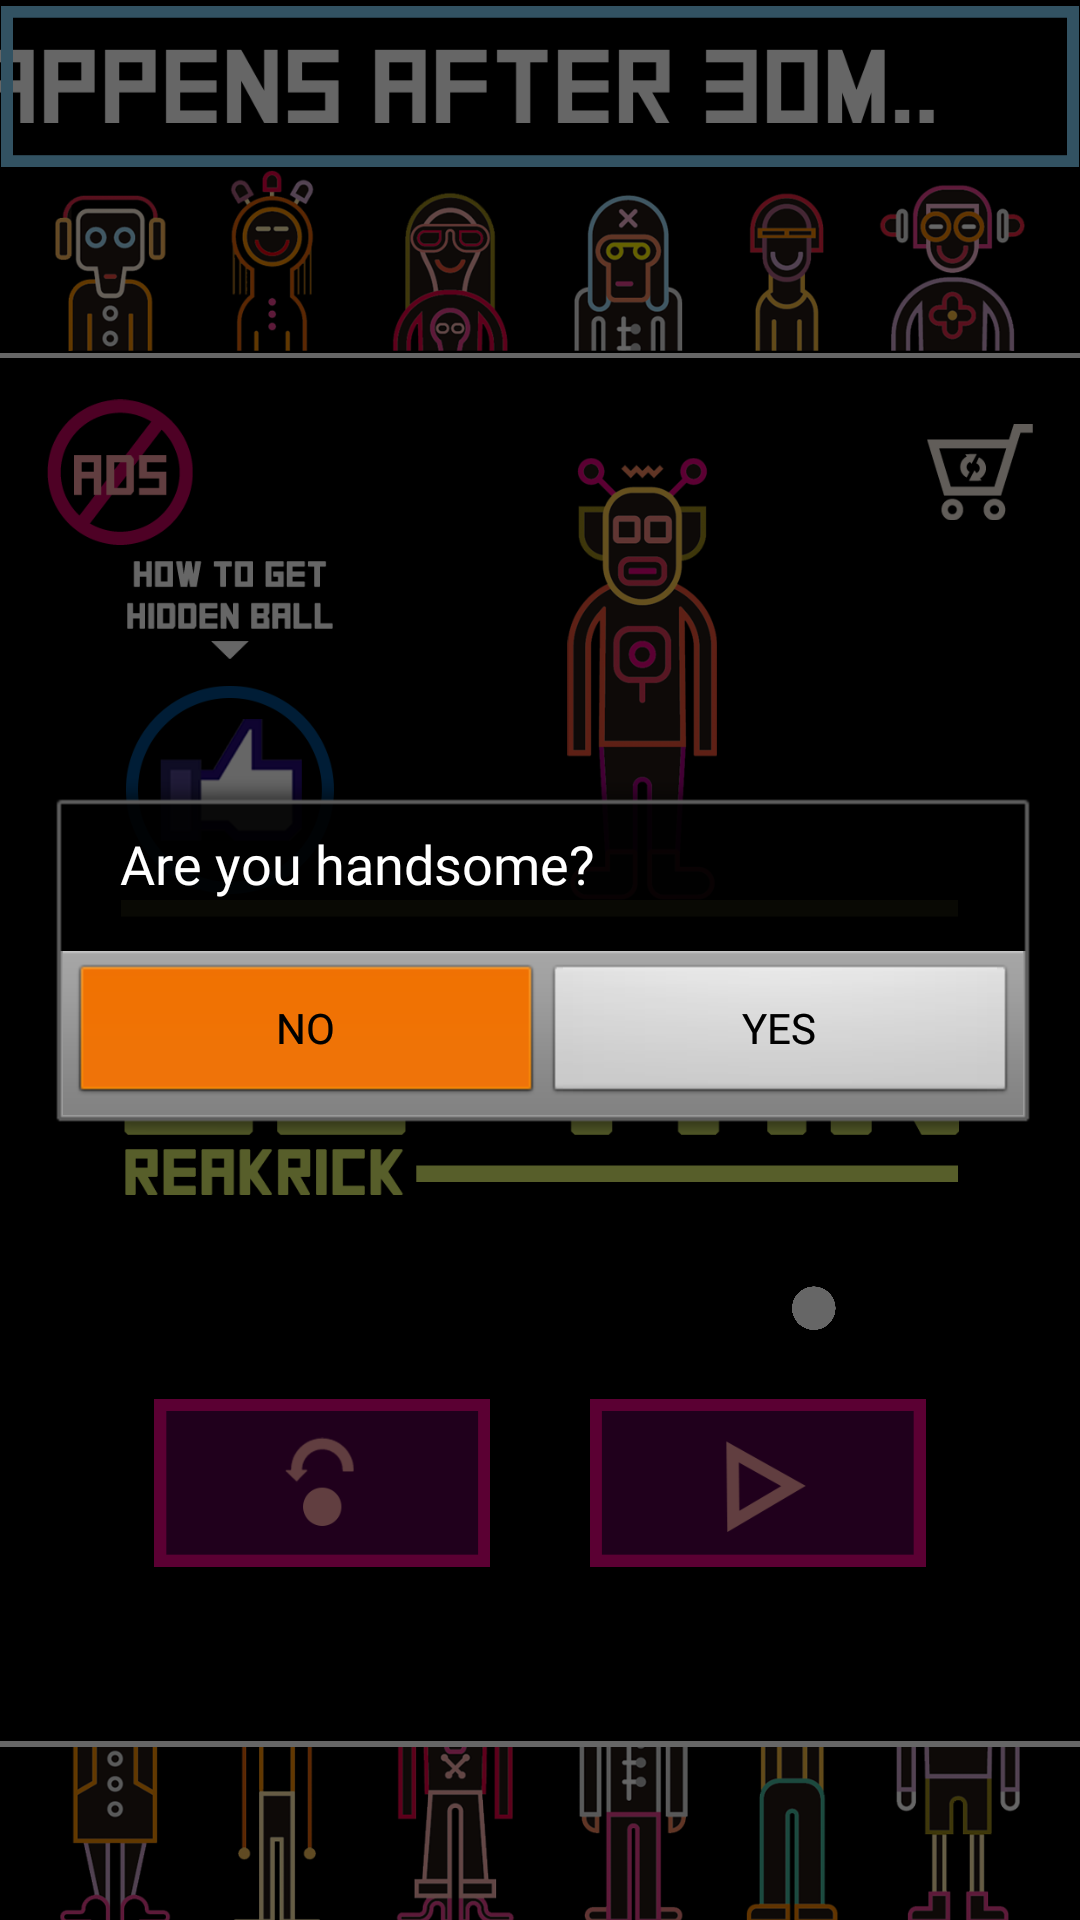 APPENS AFTER 30M..
ADS
HOW TO GET
HIDDEN BALL
Are you handsome?
NO
YES
REAKRICK